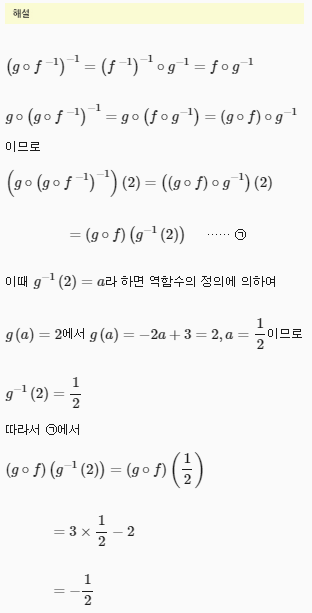 해설
(g∘f⁻¹)⁻¹ = (f⁻¹)⁻¹∘g⁻¹ = f∘g⁻¹
g∘(g∘f⁻¹)⁻¹ = g∘(f∘g⁻¹) = (g∘f)∘g⁻¹
이므로
(g∘(g∘f⁻¹)⁻¹)(2) = ((g∘f)∘g⁻¹)(2)
= (g∘f)(g⁻¹(2)) ⋯⋯ ㉠
이때 g⁻¹(2) = a라 하면 역함수의 정의에 의하여
g(a) = 2에서 g(a) = −2a + 3 = 2, a = 1/2이므로
g⁻¹(2) = 1/2
따라서 ㉠에서
(g∘f)(g⁻¹(2)) = (g∘f)(1/2)
= 3 × 1/2 − 2
= −1/2